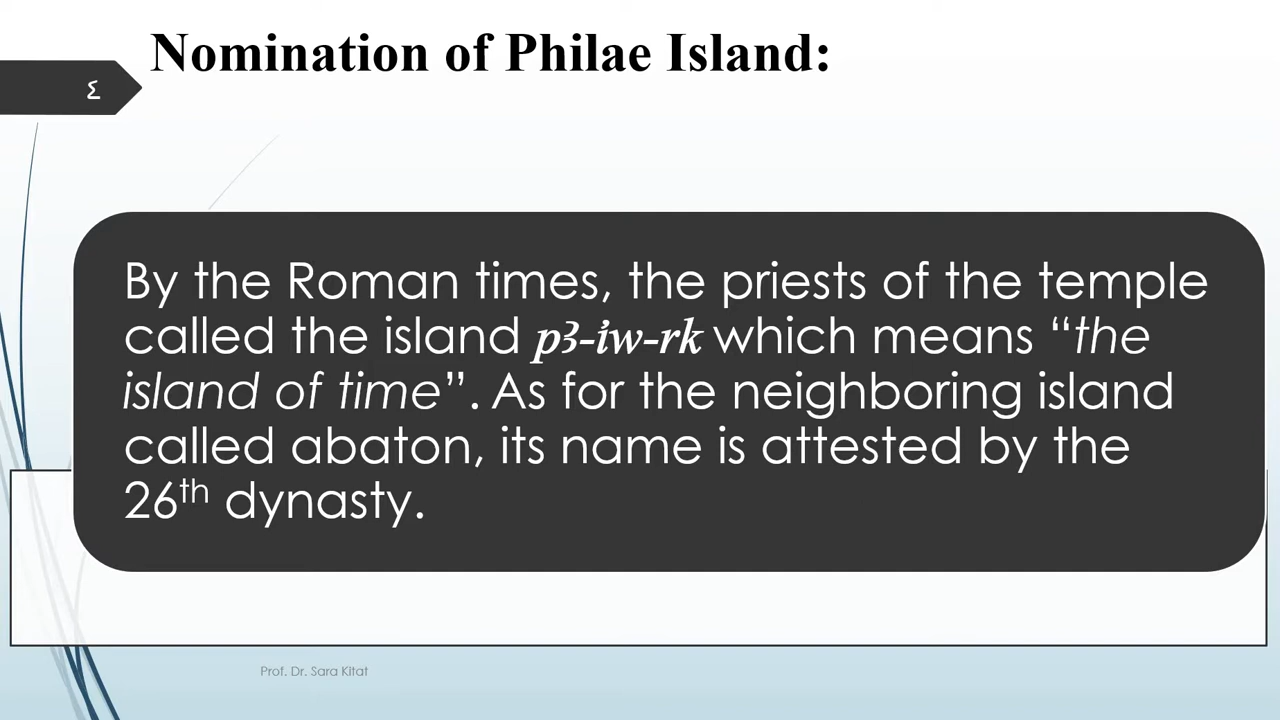 Nomination of Philae Island:
٤
By the Roman times, the priests of the temple
called the island pꜣ-ỉw-rk which means “the
island of time”. As for the neighboring island
called abaton, its name is attested by the
26th dynasty.
Prof. Dr. Sara Kitat